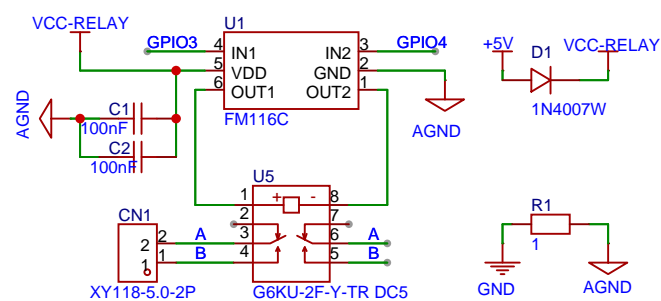 VCC-RELAY
GPIO3
U1
GPIO4
4 IN1 IN2 3
5 VDD GND 2
6 OUT1 OUT2 1
FM116C
AGND
C1
100nF
C2
100nF
AGND
+5V
D1
VCC-RELAY
1N4007W
U5
1 + - 8
2 7
3 6
4 5
A
B
A
B
CN1
2 2
1 1
XY118-5.0-2P
G6KU-2F-Y-TR DC5
R1
1
GND
AGND